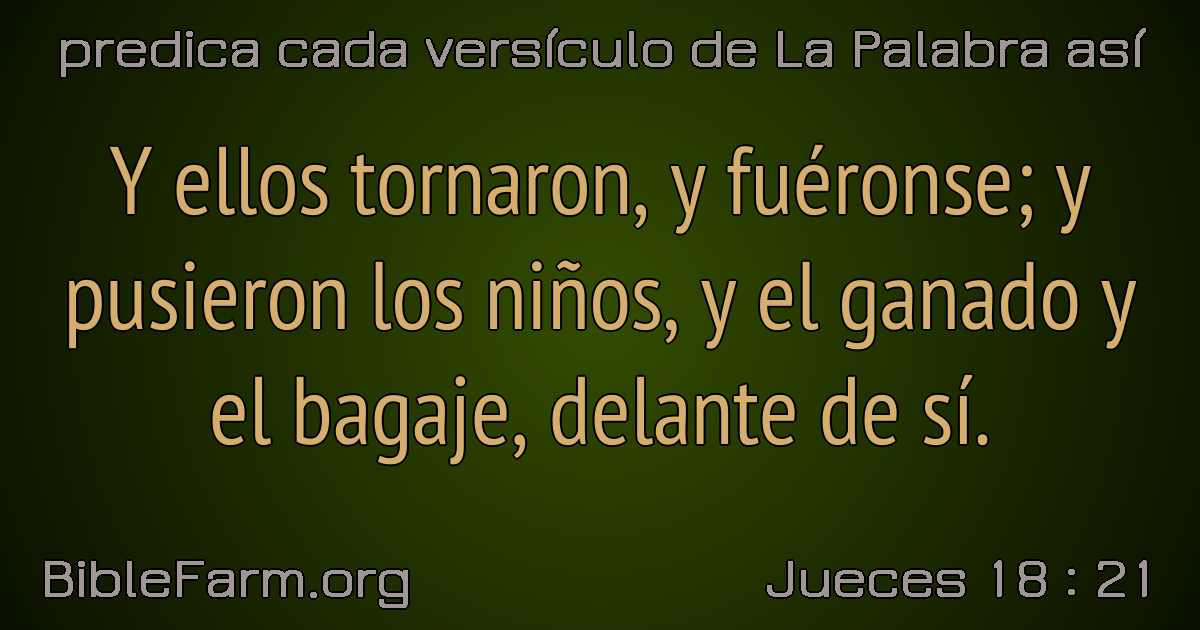 predica cada versículo de La Palabra así
Y ellos tornaron, y fuéronse; y
pusieron los niños, y el ganado y
el bagaje, delante de sí.
BibleFarm.org
Jueces 18 : 21